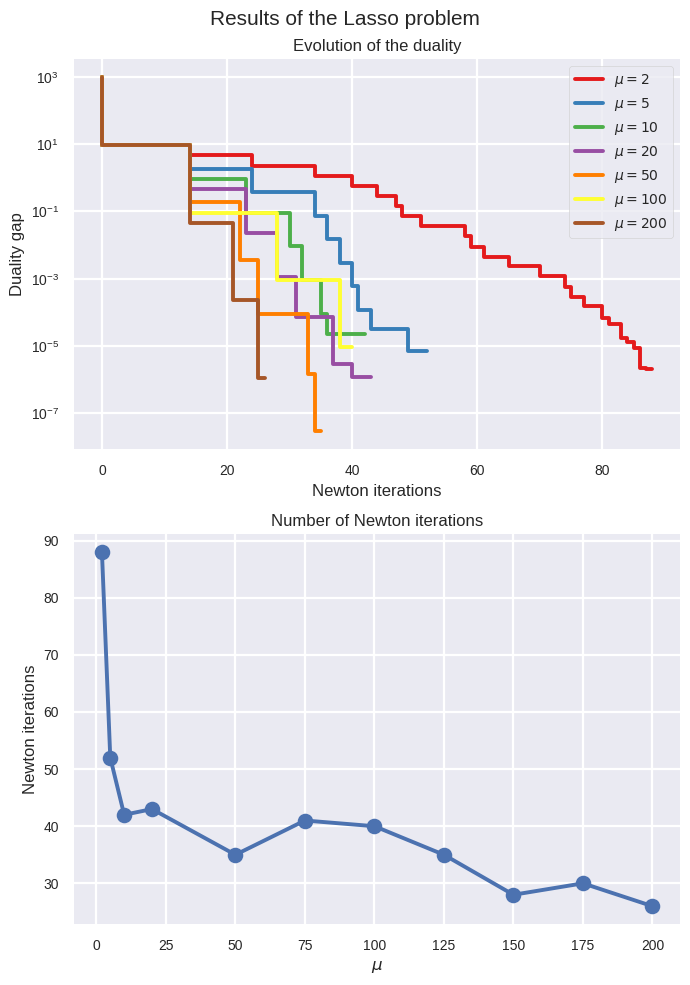 Results of the Lasso problem
Evolution of the duality
Duality gap
10³
10¹
10⁻¹
10⁻³
10⁻⁵
10⁻⁷
μ = 2
μ = 5
μ = 10
μ = 20
μ = 50
μ = 100
μ = 200
0 20 40 60 80
Newton iterations
Number of Newton iterations
Newton iterations
90
80
70
60
50
40
30
0 25 50 75 100 125 150 175 200
μ